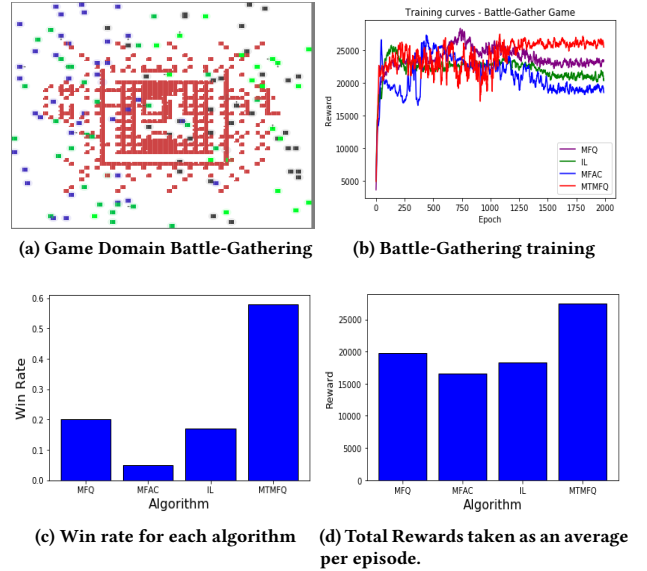 Training curves - Battle-Gather Game
25000
20000
15000
10000
5000
Reward
MFQ
IL
MFAC
MTMFQ
0 250 500 750 1000 1250 1500 1750 2000
Epoch
(a) Game Domain Battle-Gathering
(b) Battle-Gathering training
0.6
0.5
0.4
0.3
0.2
0.1
0.0
Win Rate
MFQ MFAC IL MTMFQ
Algorithm
25000
20000
15000
10000
5000
0
Reward
MFQ MFAC IL MTMFQ
Algorithm
(c) Win rate for each algorithm
(d) Total Rewards taken as an average
per episode.